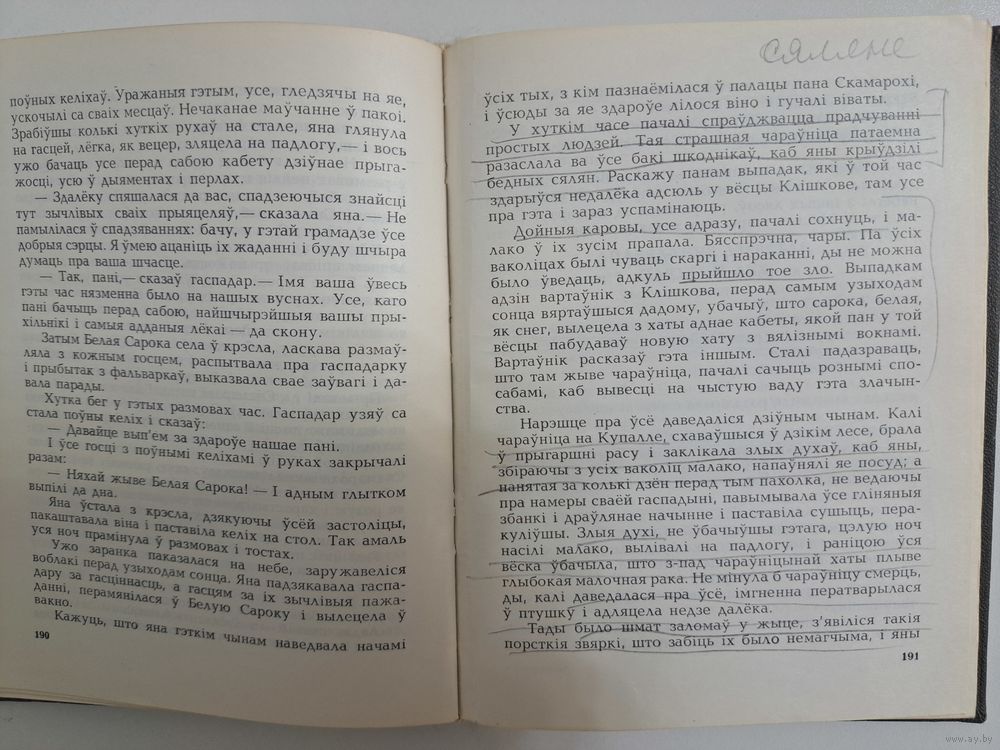 поўных келіхаў. Уражаныя гэтым, усе, гледзячы на яе,
ускочылі са сваіх месцаў. Нечаканае маўчанне ў пакоі.
Зрабіўшы колькі хуткіх рухаў на стале, яна глянула
на гасцей, лёгка, як вецер, зляцела на падлогу,— і вось
ужо бачаць усе перад сабою кабету дзіўнае прыга-
жосці, усю ў дыяментах і перлах.
— Здалёку спяшалася да вас, спадзеючыся знайсці
тут зычлівых сваіх прыяцеляў,— сказала яна.— Не
памылілася ў спадзяваннях: бачу, у гэтай грамадзе ўсе
добрыя сэрцы. Я ўмею ацаніць іх жаданні і буду шчыра
думаць пра ваша шчасце.
— Так, пані,— сказаў гаспадар.— Імя ваша ўвесь
гэты час нязменна было на нашых вуснах. Усе, каго
пані бачыць перад сабою, найшчырэйшыя вашы пры-
хільнікі і самыя адданыя лёкаі — да скону.
Затым Белая Сарока села ў крэсла, ласкава размаў-
ляла з кожным госцем, распытвала пра гаспадарку
і прыбытак з фальваркаў, выказвала свае заўвагі і да-
вала парады.
Хутка бег у гэтых размовах час. Гаспадар узяў са
стала поўны келіх і сказаў:
— Давайце вып'ем за здароўе нашае пані.
І ўсе госці з поўнымі келіхамі ў руках закрычалі
разам:
— Няхай жыве Белая Сарока! — І адным глытком
выпілі да дна.
Яна ўстала з крэсла, дзякуючы ўсёй застоліцы,
пакаштавала віна і паставіла келіх на стол. Так амаль
уся ноч прамінула ў размовах і тостах.
Ужо заранка паказалася на небе, заружавеліся
воблакі перад узыходам сонца. Яна падзякавала гаспа-
дару за гасціннасць, а гасцям за іх зычлівыя пажа-
данні, перамянілася ў Белую Сароку і вылецела ў
вакно.
Кажуць, што яна гэткім чынам наведвала начамі
190
сяляне
ўсіх тых, з кім пазнаёмілася ў палацы пана Скамарохі,
і ўсюды за яе здароўе лілося віно і гучалі віваты.
У хуткім часе пачалі спраўджвацца прадчуванні
простых людзей. Тая страшная чараўніца патаемна
разаслала ва ўсе бакі шкоднікаў, каб яны крыўдзілі
бедных сялян. Раскажу панам выпадак, які ў той час
здарыўся недалёка адсюль у вёсцы Клішкове, там усе
пра гэта і зараз успамінаюць.
Дойныя каровы, усе адразу, пачалі сохнуць, і ма-
лако ў іх зусім прапала. Бясспрэчна, чары. Па ўсіх
ваколіцах былі чуваць скаргі і нараканні, ды не можна
было ўведаць, адкуль прыйшло тое зло. Выпадкам
адзін вартаўнік з Клішкова, перад самым узыходам
сонца вяртаўшыся дадому, убачыў, што сарока, белая,
як снег, вылецела з хаты аднае кабеты, якой пан у той
вёсцы пабудаваў новую хату з вялізнымі вокнамі.
Вартаўнік расказаў гэта іншым. Сталі падазраваць,
што там жыве чараўніца, пачалі сачыць рознымі спо-
сабамі, каб вывесці на чыстую ваду гэта злачын-
ства.
Нарэшце пра ўсё даведаліся дзіўным чынам. Калі
чараўніца на Купалле, схаваўшыся ў дзікім лесе, брала
ў прыгаршні расу і заклікала злых духаў, каб яны,
збіраючы з усіх ваколіц малако, напаўнялі яе посуд; а
нанятая за колькі дзён перад тым пахолка, не ведаючы
пра намеры сваёй гаспадыні, павымывала ўсе гліняныя
збанкі і драўлянае начынне і паставіла сушыць, пера-
куліўшы. Злыя духі, не ўбачыўшы гэтага, цэлую ноч
насілі малако, вылівалі на падлогу, і раніцою ўся
вёска ўбачыла, што з-пад чараўніцынай хаты плыве
глыбокая малочная рака. Не мінула б чараўніцу смерць,
ды, калі даведалася пра ўсё, імгненна ператварылася
ў птушку і адляцела недзе далёка.
Тады было шмат заломаў у жыце, з'явіліся такія
порсткія звяркі, што забіць іх было немагчыма, і яны
191
www.ay.by